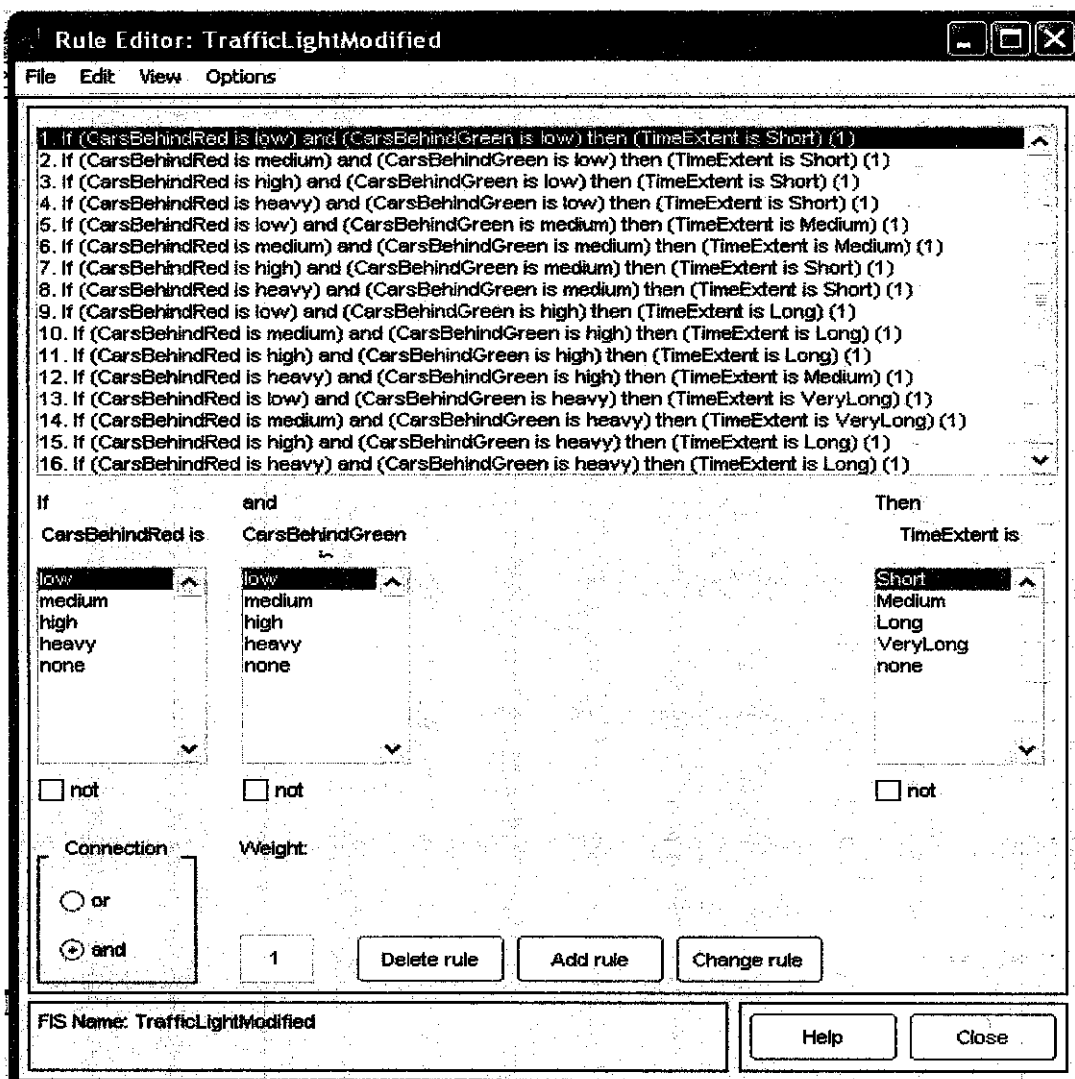 Rule Editor: TrafficLightModified
File Edit View Options
1. If (CarsBehindRed is low) and (CarsBehindGreen is low) then (TimeExtent is Short) (1)
2. If (CarsBehindRed is medium) and (CarsBehindGreen is low) then (TimeExtent is Short) (1)
3. If (CarsBehindRed is high) and (CarsBehindGreen is low) then (TimeExtent is Short) (1)
4. If (CarsBehindRed is heavy) and (CarsBehindGreen is low) then (TimeExtent is Short) (1)
5. If (CarsBehindRed is low) and (CarsBehindGreen is medium) then (TimeExtent is Medium) (1)
6. If (CarsBehindRed is medium) and (CarsBehindGreen is medium) then (TimeExtent is Medium) (1)
7. If (CarsBehindRed is high) and (CarsBehindGreen is medium) then (TimeExtent is Short) (1)
8. If (CarsBehindRed is heavy) and (CarsBehindGreen is medium) then (TimeExtent is Short) (1)
9. If (CarsBehindRed is low) and (CarsBehindGreen is high) then (TimeExtent is Long) (1)
10. If (CarsBehindRed is medium) and (CarsBehindGreen is high) then (TimeExtent is Long) (1)
11. If (CarsBehindRed is high) and (CarsBehindGreen is high) then (TimeExtent is Long) (1)
12. If (CarsBehindRed is heavy) and (CarsBehindGreen is high) then (TimeExtent is Medium) (1)
13. If (CarsBehindRed is low) and (CarsBehindGreen is heavy) then (TimeExtent is VeryLong) (1)
14. If (CarsBehindRed is medium) and (CarsBehindGreen is heavy) then (TimeExtent is VeryLong) (1)
15. If (CarsBehindRed is high) and (CarsBehindGreen is heavy) then (TimeExtent is Long) (1)
16. If (CarsBehindRed is heavy) and (CarsBehindGreen is heavy) then (TimeExtent is Long) (1)
If and Then
CarsBehindRed is CarsBehindGreen TimeExtent is
low low Short
medium medium Medium
high high Long
heavy heavy VeryLong
none none none
not not not
Connection Weight:
or
and 1 Delete rule Add rule Change rule
FIS Name: TrafficLightModified
Help Close